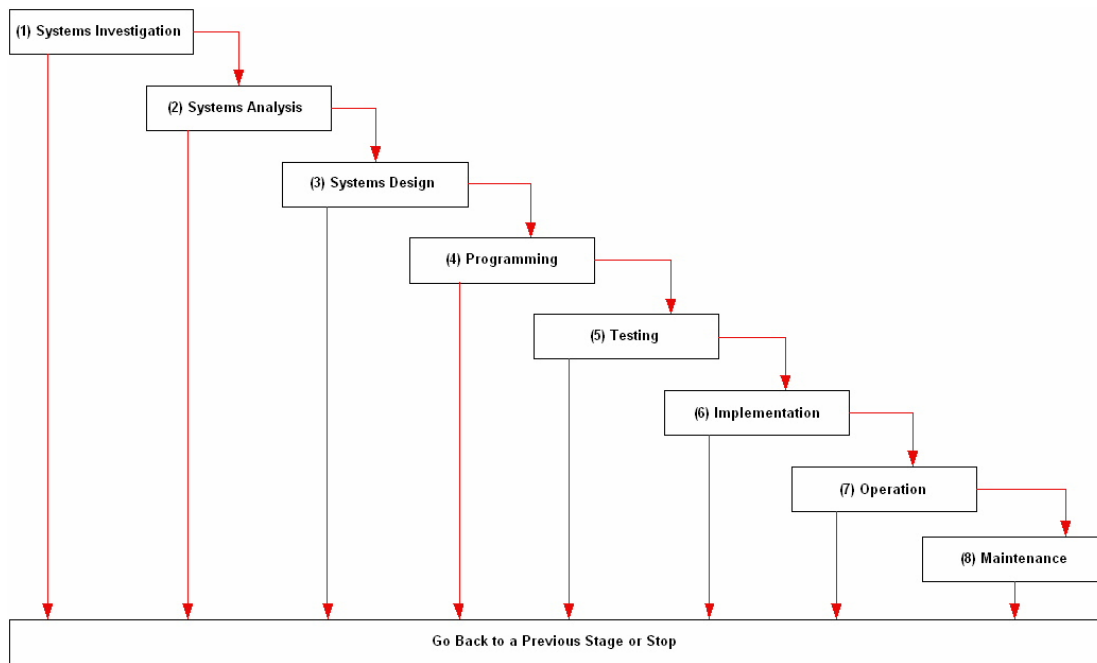 (1) Systems Investigation
(2) Systems Analysis
(3) Systems Design
(4) Programming
(5) Testing
(6) Implementation
(7) Operation
(8) Maintenance
Go Back to a Previous Stage or Stop